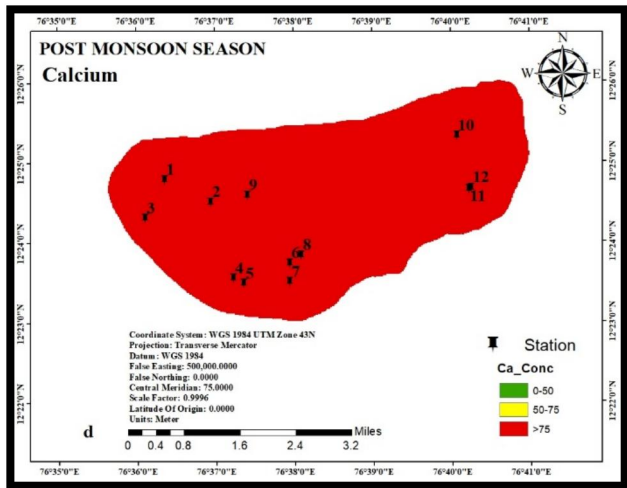 76°35'0"E 76°36'0"E 76°37'0"E 76°38'0"E 76°39'0"E 76°40'0"E 76°41'0"E
POST MONSOON SEASON
Calcium
N
W E
S
12°26'0"N 12°25'0"N 12°24'0"N 12°23'0"N 12°22'0"N
12°26'0"N 12°25'0"N 12°24'0"N 12°23'0"N 12°22'0"N
10
1
12
2 9
11
3
8
6
4 5 7
Coordinate System: WGS 1984 UTM Zone 43N
Projection: Transverse Mercator
Datum: WGS 1984
False Easting: 500,000.0000
False Northing: 0.0000
Central Meridian: 75.0000
Scale Factor: 0.9996
Latitude Of Origin: 0.0000
Units: Meter
Station
Ca_Conc
0-50
50-75
>75
d
Miles
0 0.4 0.8 1.6 2.4 3.2
76°35'0"E 76°36'0"E 76°37'0"E 76°38'0"E 76°39'0"E 76°40'0"E 76°41'0"E